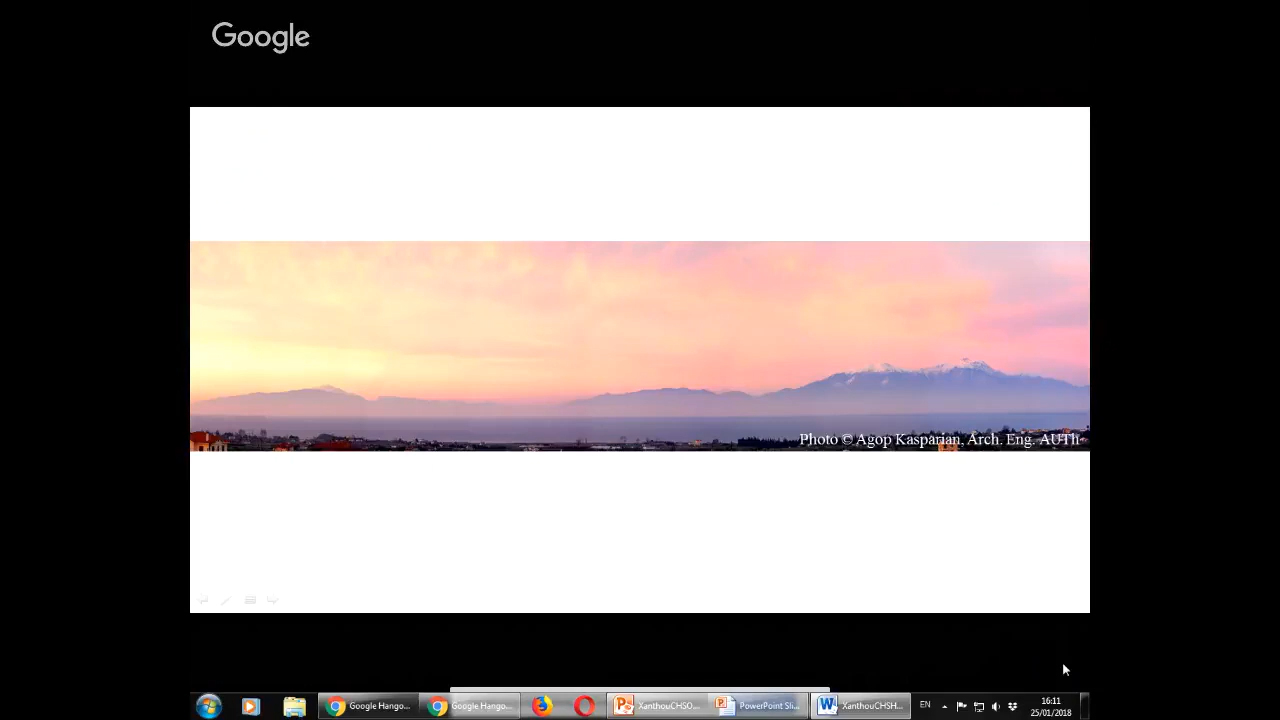 Google
Photo © Agop Kasparian, Arch. Eng. AUTh
Google Hango...
Google Hango...
XanthouCHSO...
PowerPoint Sli...
XanthouCHSH...
EN
16:11
25/01/2018